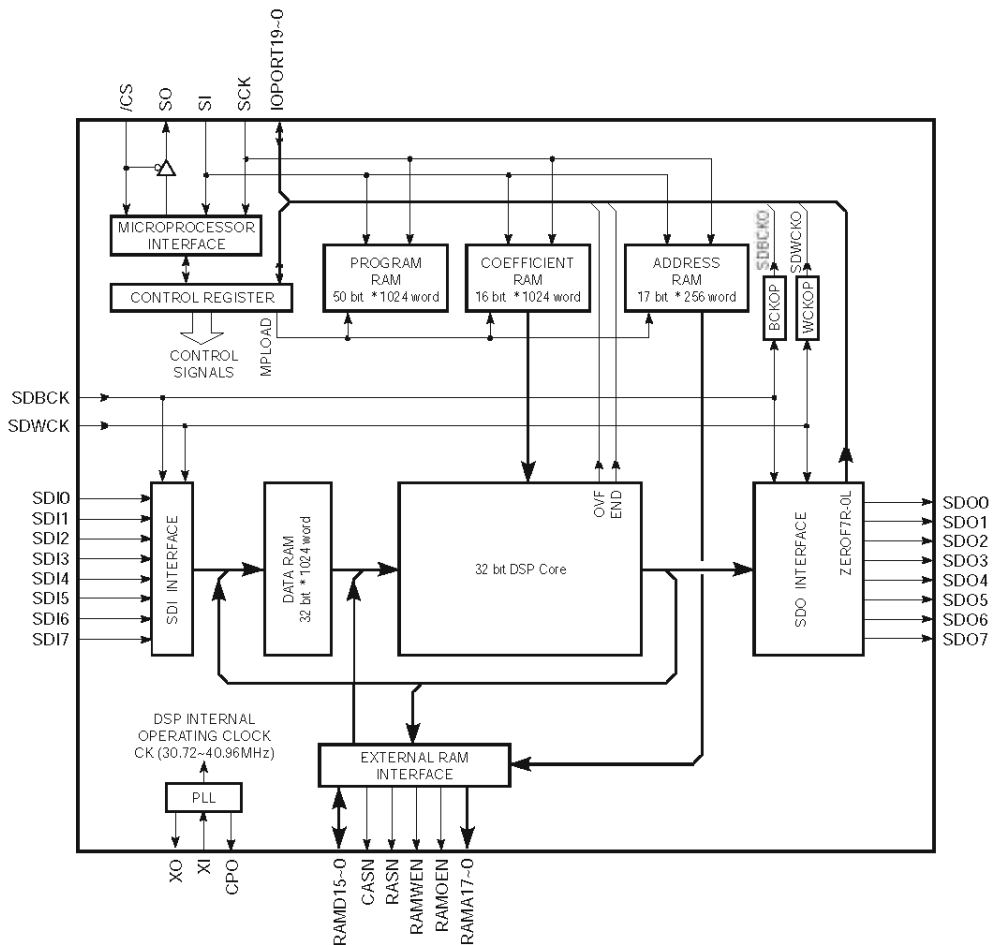 /CS
SO
SI
SCK
IOPORT19~0
MICROPROCESSOR
INTERFACE
CONTROL REGISTER
CONTROL
SIGNALS
MPLOAD
PROGRAM
RAM
50 bit *1024 word
COEFFICIENT
RAM
16 bit *1024 word
ADDRESS
RAM
17 bit *256 word
SDBCKO
SDWCKO
BCKOP
WCKOP
SDBCK
SDWCK
SDI0
SDI1
SDI2
SDI3
SDI4
SDI5
SDI6
SDI7
SDI INTERFACE
DATA RAM
32 bit *1024 word
32 bit DSP Core
OVF
END
SDO INTERFACE
ZEROF7R-0L
SDO0
SDO1
SDO2
SDO3
SDO4
SDO5
SDO6
SDO7
DSP INTERNAL
OPERATING CLOCK
CK (30.72~40.96MHz)
PLL
EXTERNAL RAM
INTERFACE
XO
XI
CPO
RAMD15~0
CASN
RASN
RAMWEN
RAMOEN
RAMA17~0